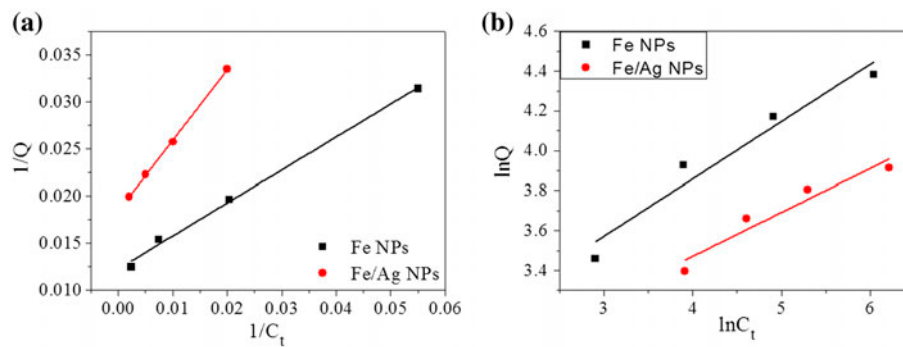 (a)
0.035
0.030
0.025
0.020
0.015
0.010
1/Q
0.00 0.01 0.02 0.03 0.04 0.05 0.06
1/C_t
Fe NPs
Fe/Ag NPs
(b)
4.6
4.4
4.2
4.0
3.8
3.6
3.4
lnQ
3 4 5 6
lnC_t
Fe NPs
Fe/Ag NPs